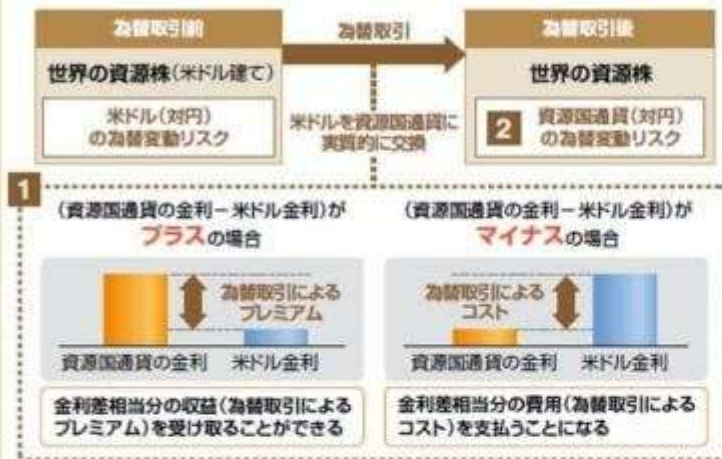 為替取引前
為替取引
為替取引後
世界の資源株(米ドル建て)
世界の資源株
米ドル(対円)
の為替変動リスク
米ドルを資源国通貨に
実質的に交換
2
資源国通貨(対円)
の為替変動リスク
1
(資源国通貨の金利−米ドル金利)が
プラスの場合
(資源国通貨の金利−米ドル金利)が
マイナスの場合
為替取引による
プレミアム
為替取引による
コスト
資源国通貨の金利
米ドル金利
資源国通貨の金利
米ドル金利
金利差相当分の収益(為替取引による
プレミアム)を受け取ることができる
金利差相当分の費用(為替取引による
コスト)を支払うことになる